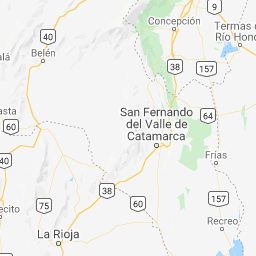 9
Concepción
Termas d
Río Hond
40
alá
Belén
38
157
San Fernando
del Valle de
Catamarca
64
asta
60
40
Frías
38
60
75
ecito
157
Recreo
La Rioja